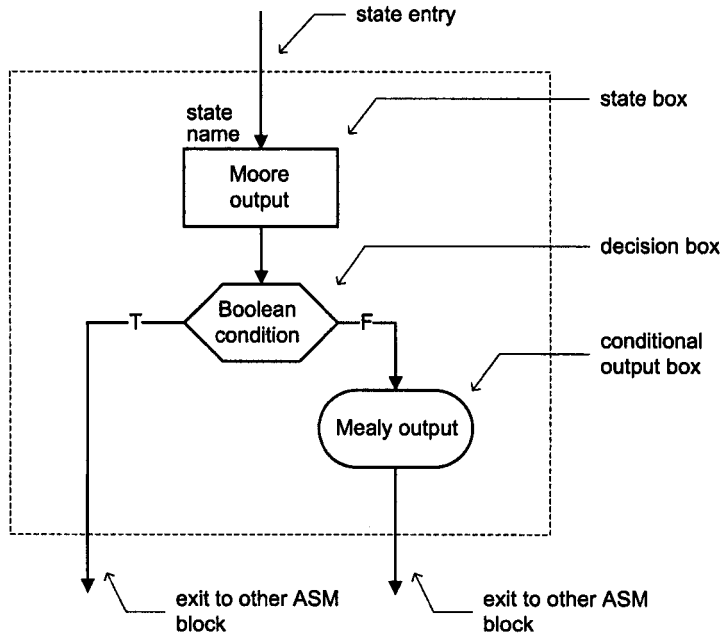 state entry
state box
state
name
Moore
output
decision box
Boolean
condition
T
F
conditional
output box
Mealy output
exit to other ASM
block
exit to other ASM
block